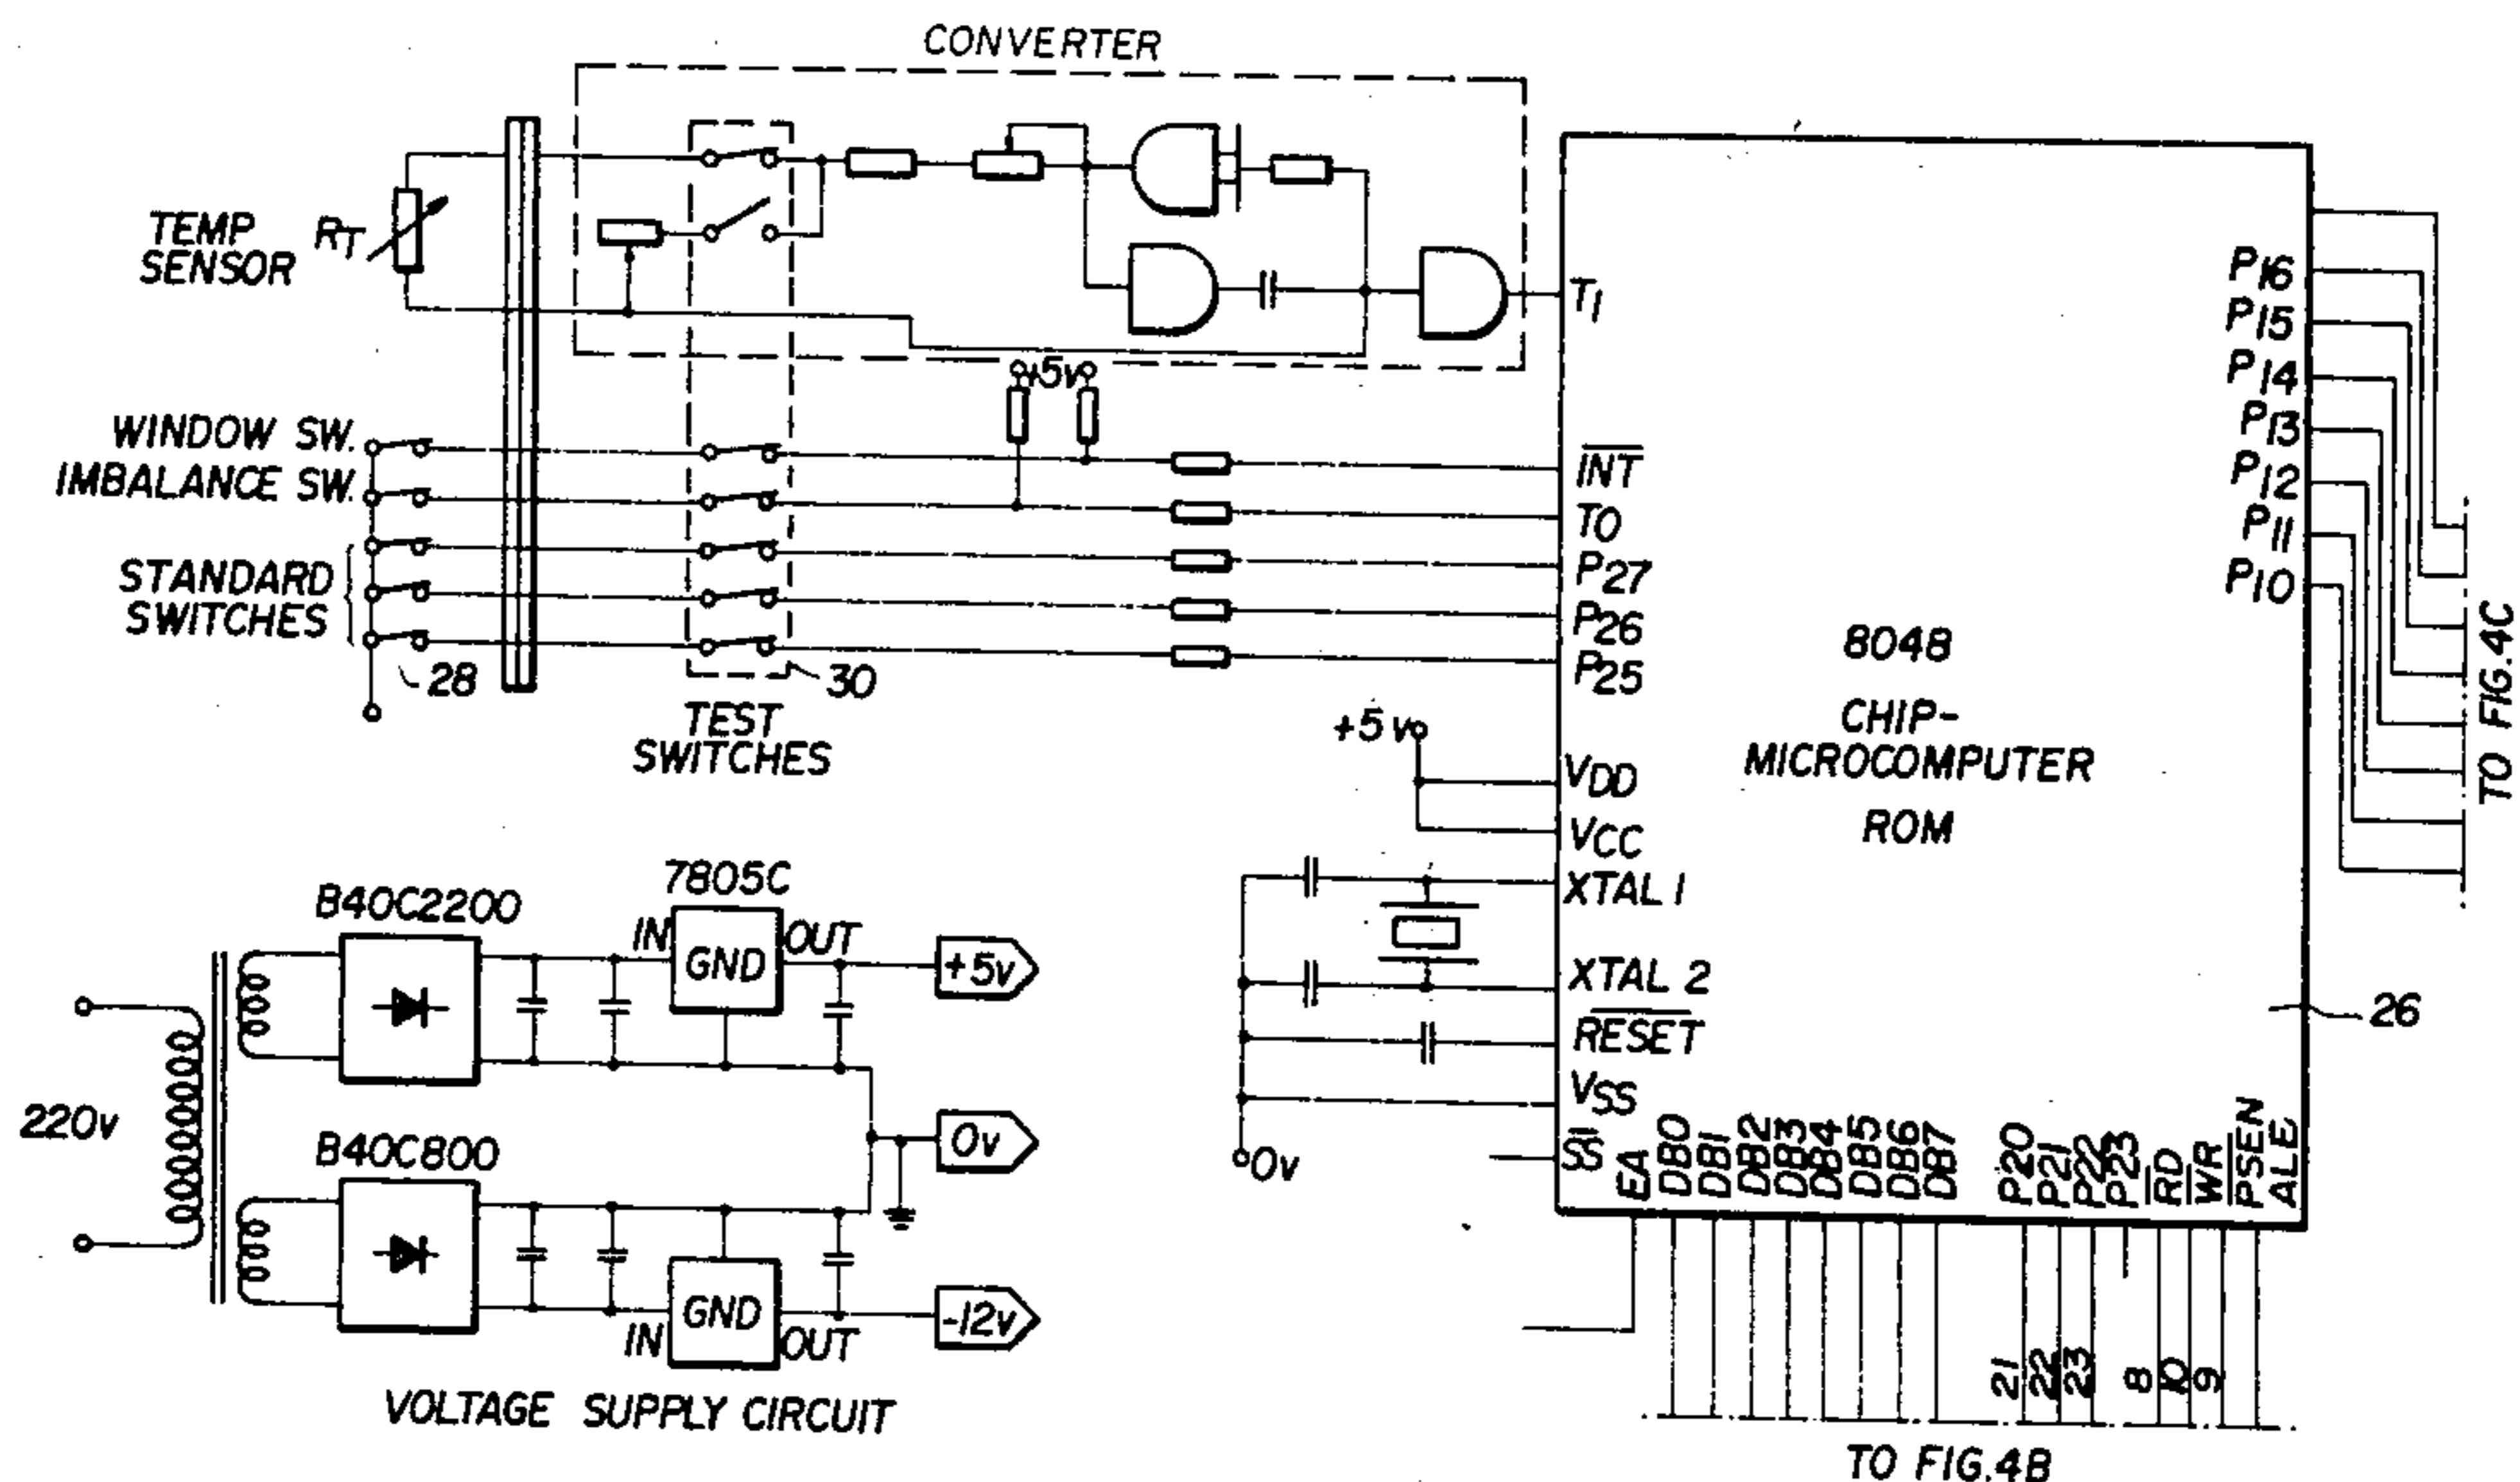 CONVERTER
TEMP
SENSOR
RT
T1
+5v
WINDOW SW.
IMBALANCE SW.
STANDARD
SWITCHES
28
30
TEST
SWITCHES
INT
T0
P27
P26
P25
+5v
VDD
VCC
XTAL 1
XTAL 2
RESET
VSS
SS
0v
8048
CHIP-
MICROCOMPUTER
ROM
P16
P15
P14
P13
P12
P11
P10
TO FIG.4C
26
EA
DB0
DB1
DB2
DB3
DB4
DB5
DB6
DB7
P20
P21
P22
P23
RD
WR
PSEN
ALE
21
22
23
8
10
9
TO FIG.4B
220v
B40C2200
7805C
IN
GND
OUT
+5v
0v
B40C800
IN
GND
OUT
-12v
VOLTAGE SUPPLY CIRCUIT